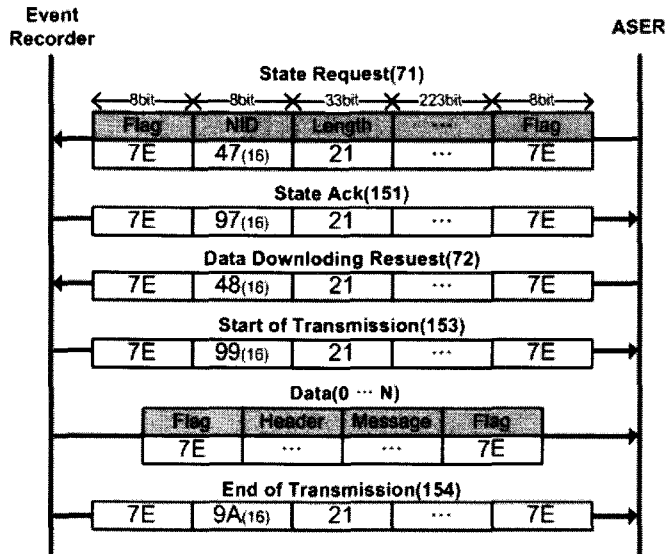 Event
Recorder
ASER
State Request(71)
8bit 8bit 33bit 223bit 8bit
Flag NID Length ... Flag
7E 47(16) 21 ... 7E
State Ack(151)
7E 97(16) 21 ... 7E
Data Downloding Resuest(72)
7E 48(16) 21 ... 7E
Start of Transmission(153)
7E 99(16) 21 ... 7E
Data(0 ... N)
Flag Header Message Flag
7E ... ... 7E
End of Transmission(154)
7E 9A(16) 21 ... 7E